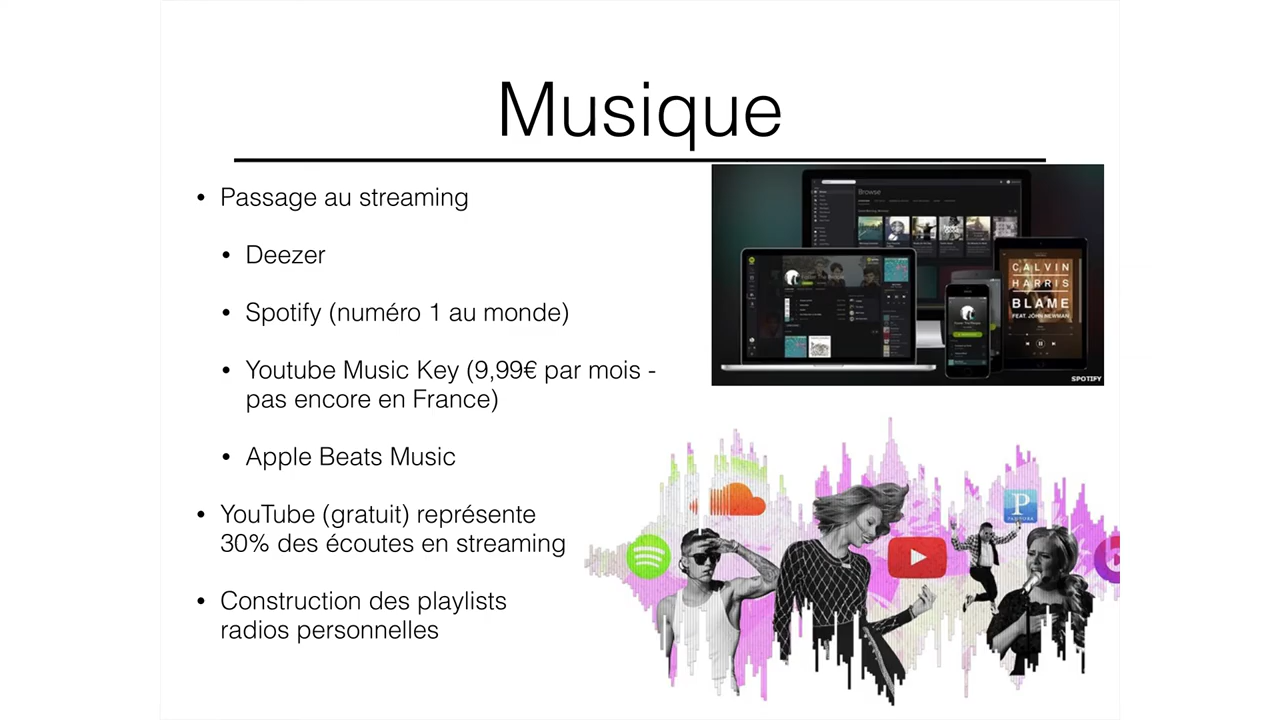 Musique
• Passage au streaming
• Deezer
• Spotify (numéro 1 au monde)
• Youtube Music Key (9,99€ par mois -
pas encore en France)
• Apple Beats Music
• YouTube (gratuit) représente
30% des écoutes en streaming
• Construction des playlists
radios personnelles
Browse
CALVIN
HARRIS
BLAME
FEAT. JOHN NEWMAN
SPOTIFY
P
PANDORA